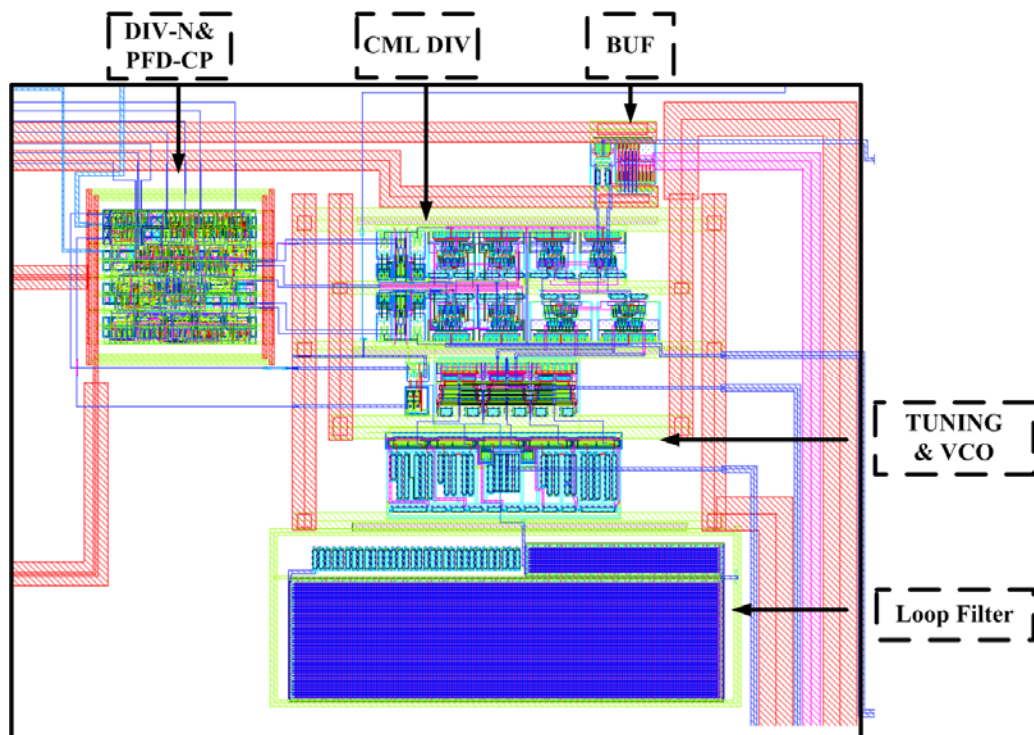 DIV-N&
PFD-CP
CML DIV
BUF
TUNING
& VCO
Loop Filter